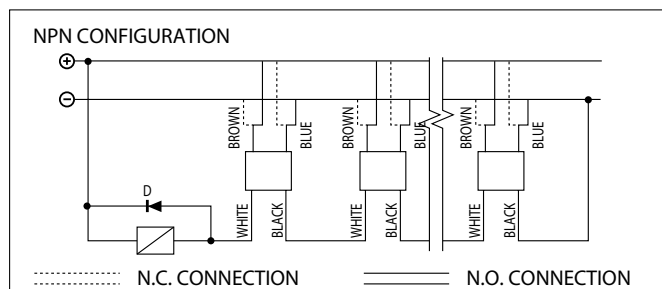 NPN CONFIGURATION
+
−
BROWN
BLUE
BROWN
BLUE
BROWN
BLUE
D
WHITE
BLACK
WHITE
BLACK
WHITE
BLACK
N.C. CONNECTION
N.O. CONNECTION